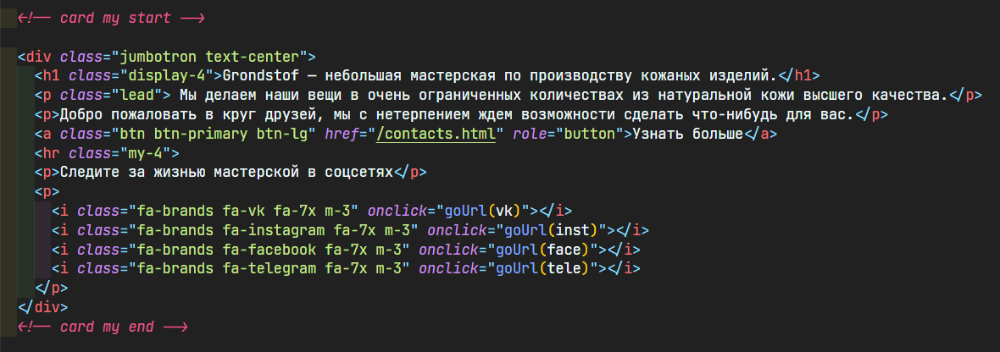 <!-- card my start -->
<div class="jumbotron text-center">
<h1 class="display-4">Grondstof — небольшая мастерская по производству кожаных изделий.</h1>
<p class="lead"> Мы делаем наши вещи в очень ограниченных количествах из натуральной кожи высшего качества.</p>
<p>Добро пожаловать в круг друзей, мы с нетерпением ждем возможности сделать что-нибудь для вас.</p>
<a class="btn btn-primary btn-lg" href="/contacts.html" role="button">Узнать больше</a>
<hr class="my-4">
<p>Следите за жизнью мастерской в соцсетях</p>
<p>
<i class="fa-brands fa-vk fa-7x m-3" onclick="goUrl(vk)"></i>
<i class="fa-brands fa-instagram fa-7x m-3" onclick="goUrl(inst)"></i>
<i class="fa-brands fa-facebook fa-7x m-3" onclick="goUrl(face)"></i>
<i class="fa-brands fa-telegram fa-7x m-3" onclick="goUrl(tele)"></i>
</p>
</div>
<!-- card my end -->